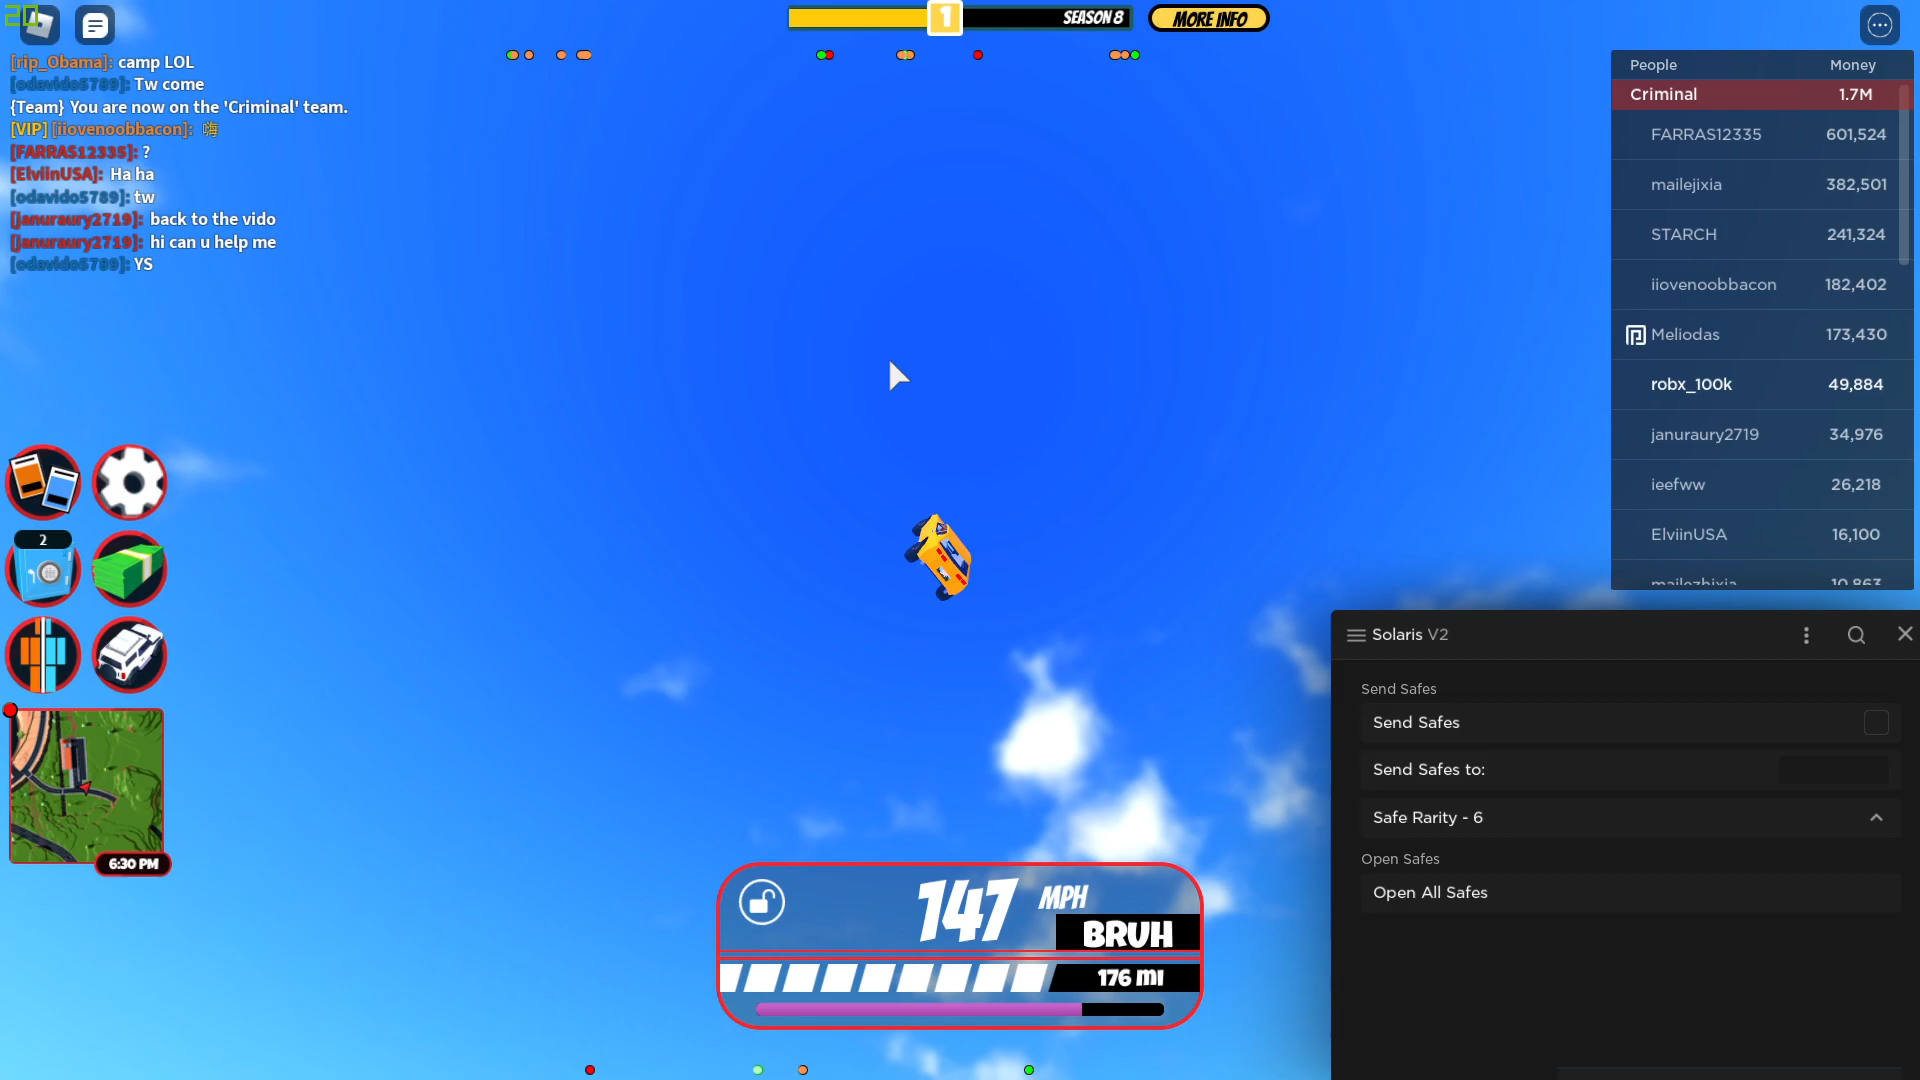 20
1
SEASON 8
MORE INFO
[rip_Obama]: camp LOL
[odavido5789]: Tw come
{Team} You are now on the 'Criminal' team.
[VIP] [iiovenoobbacon]: 嗨
[FARRAS12335]: ?
[ElviinUSA]: Ha ha
[odavido5789]: tw
[januraury2719]: back to the vido
[januraury2719]: hi can u help me
[odavido5789]: YS
People Money
Criminal 1.7M
FARRAS12335 601,524
mailejixia 382,501
STARCH 241,324
iiovenoobbacon 182,402
Meliodas 173,430
robx_100k 49,884
januraury2719 34,976
ieefww 26,218
ElviinUSA 16,100
mailezhixia 10,863
2
6:30 PM
147 MPH
BRUH
176 mi
Solaris V2
Send Safes
Send Safes
Send Safes to:
Safe Rarity - 6
Open Safes
Open All Safes